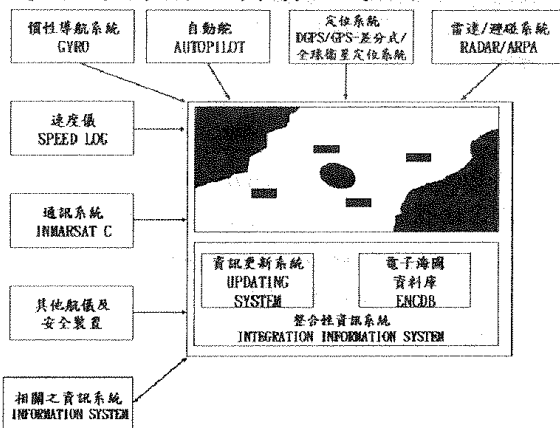 慣性導航系統
GYRO
自動舵
AUTOPILOT
定位系統
DGPS/GPS-差分式/
全球衛星定位系統
雷達/避碰系統
RADAR/ARPA
速度儀
SPEED LOG
通訊系統
INMARSAT C
其他航儀及
安全裝置
相關之資訊系統
INFORMATION SYSTEM
資訊更新系統
UPDATING
SYSTEM
電子海圖
資料庫
ENCDB
整合性資訊系統
INTEGRATION INFORMATION SYSTEM